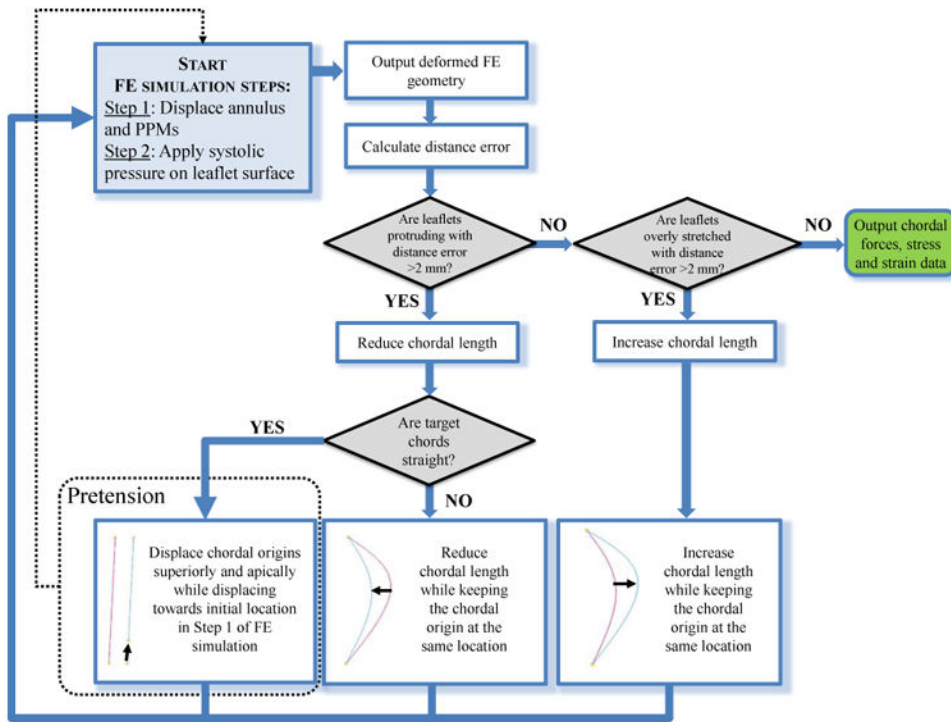 START
FE SIMULATION STEPS:
Step 1: Displace annulus
and PPMs
Step 2: Apply systolic
pressure on leaflet surface
Output deformed FE
geometry
Calculate distance error
Are leaflets
protruding with
distance error
>2 mm?
NO
Are leaflets
overly stretched
with distance
error >2 mm?
NO
Output chordal
forces, stress
and strain data
YES
YES
Reduce chordal length
Increase chordal length
YES
Are target
chords
straight?
NO
Pretension
Displace chordal origins
superiorly and apically
while displacing
towards initial location
in Step 1 of FE
simulation
Reduce
chordal length
while keeping
the chordal
origin at the
same location
Increase
chordal length
while keeping
the chordal
origin at the
same location